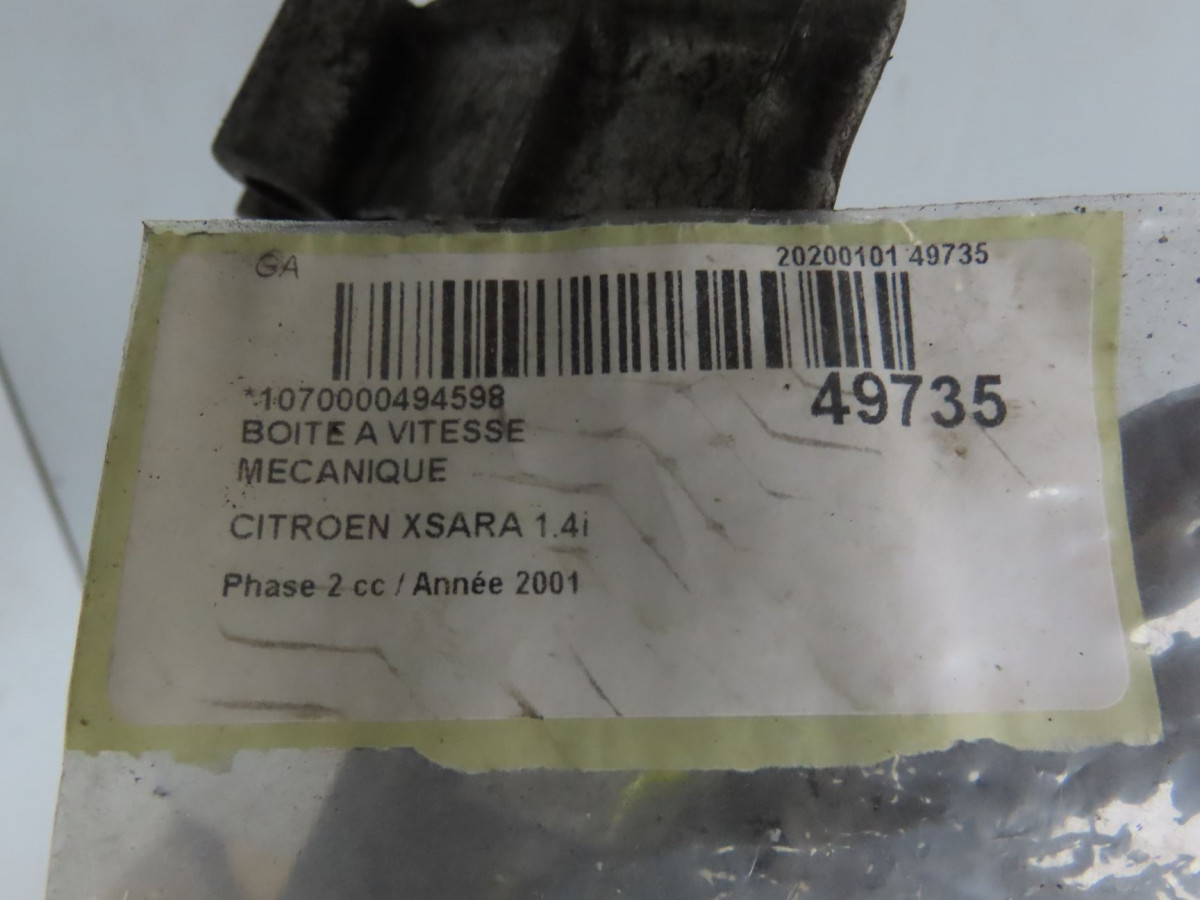 GA
20200101 49735
*1070000494598
49735
BOITE A VITESSE
MECANIQUE
CITROEN XSARA 1.4i
Phase 2 cc / Année 2001